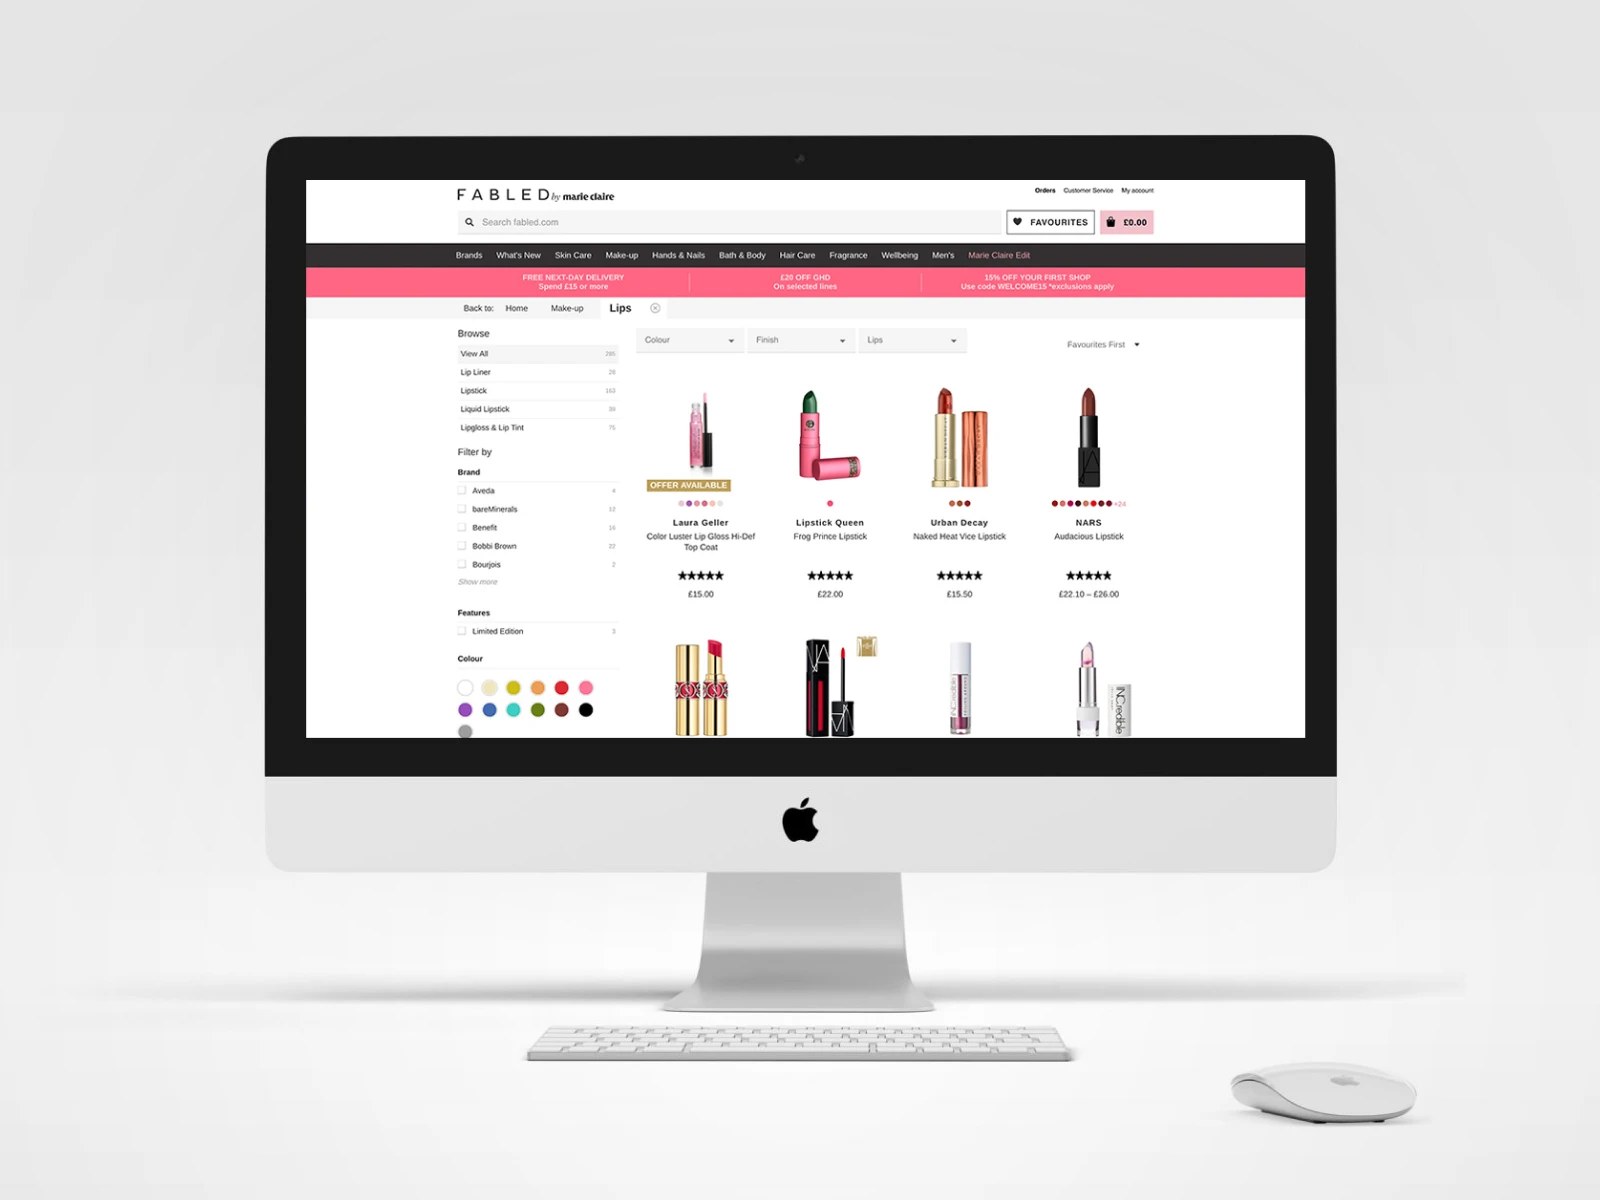 FABLED by marie claire
Orders Customer Service My account
Search fabled.com
FAVOURITES
£0.00
Brands What's New Skin Care Make-up Hands & Nails Bath & Body Hair Care Fragrance Wellbeing Men's Marie Claire Edit
FREE NEXT-DAY DELIVERY
Spend £15 or more
£20 OFF GHD
On selected lines
15% OFF YOUR FIRST SHOP
Use code WELCOME15 *exclusions apply
Back to: Home Make-up Lips
Browse
View All 285
Lip Liner 29
Lipstick 163
Liquid Lipstick 39
Lipgloss & Lip Tint 75
Filter by
Brand
Aveda 4
bareMinerals 12
Benefit 16
Bobbi Brown 22
Bourjois 2
Show more
Features
Limited Edition 3
Colour
Colour Finish Lips
Favourites First
OFFER AVAILABLE
+24
Laura Geller
Color Luster Lip Gloss Hi-Def
Top Coat
£15.00
Lipstick Queen
Frog Prince Lipstick
£22.00
Urban Decay
Naked Heat Vice Lipstick
£15.50
NARS
Audacious Lipstick
£22.10 – £26.00
INCredible